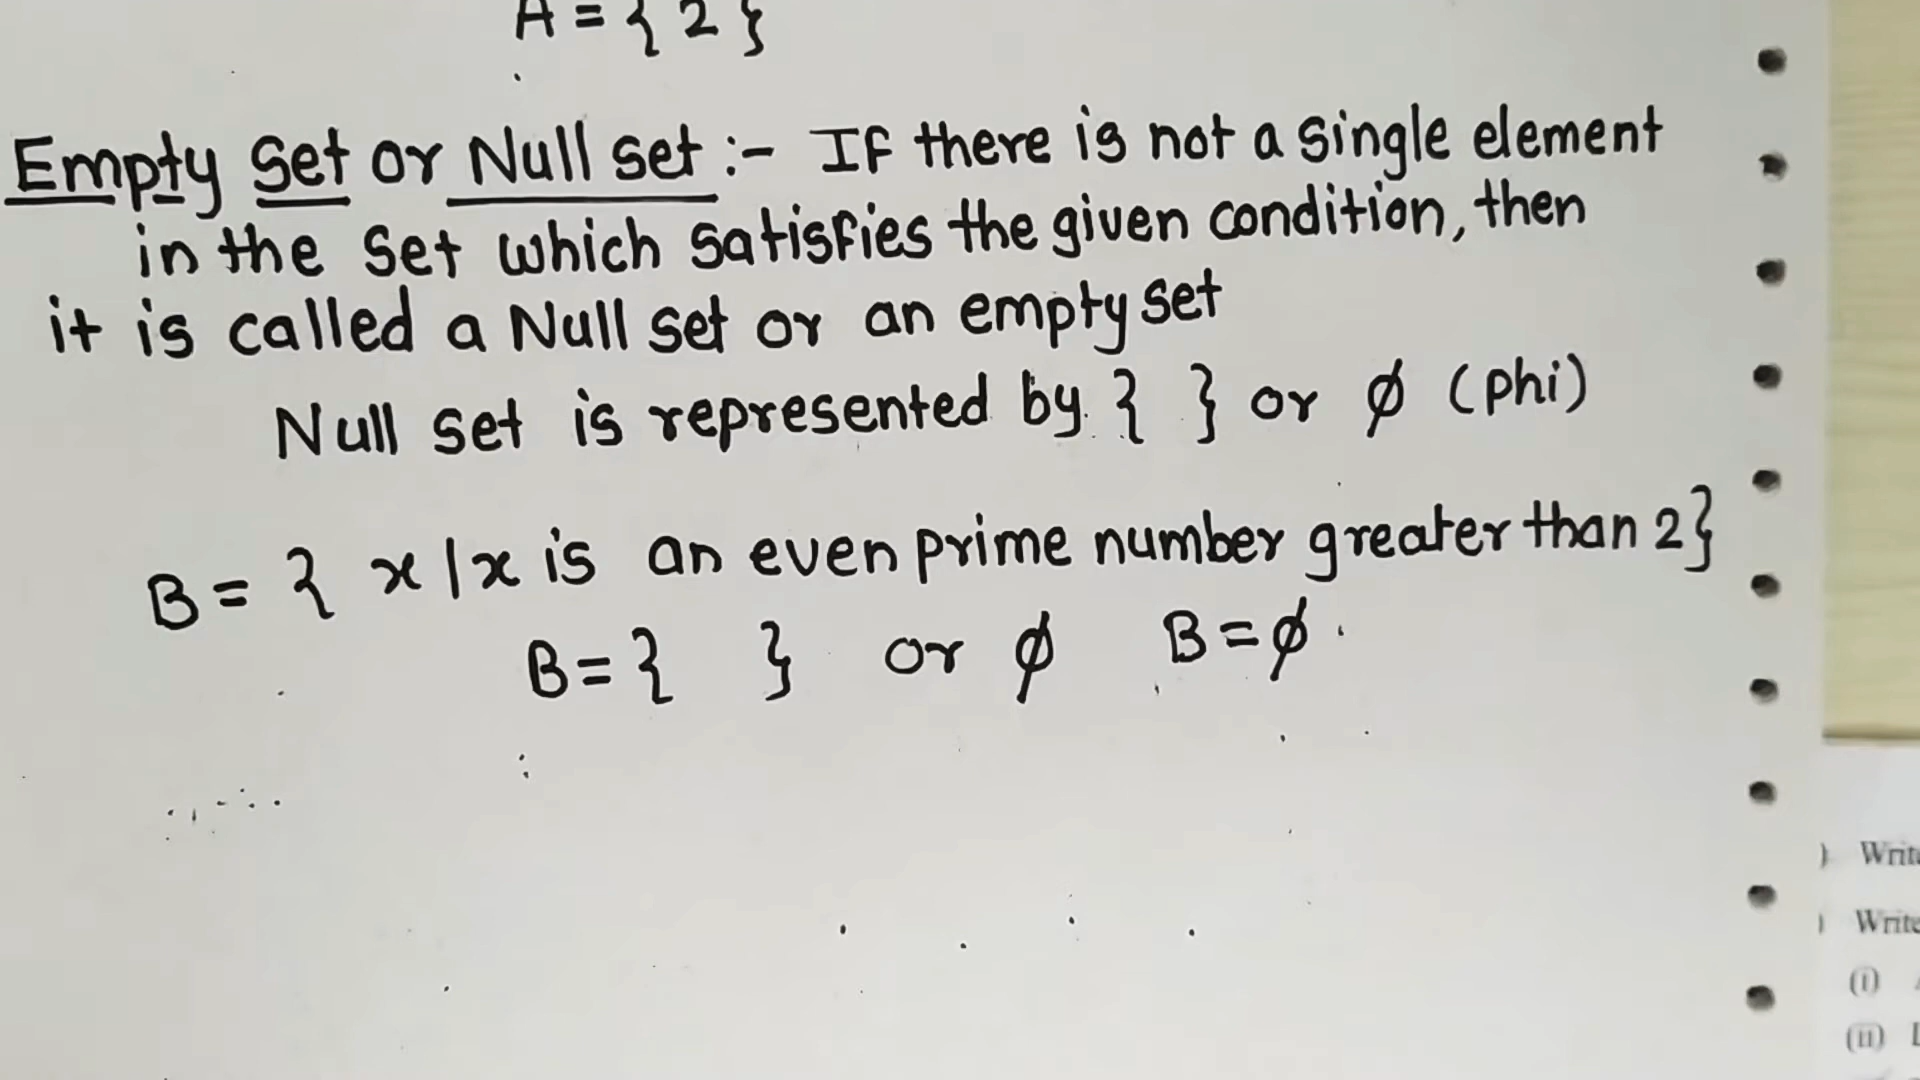 A = { 2 }
Empty Set or Null set :- If there is not a single element
in the set which satisfies the given condition, then
it is called a Null set or an empty set
Null set is represented by { } or ϕ (phi)
B = { x / x is an even prime number greater than 2 }
B = { } or ϕ B = ϕ
) Write
) Write
(i)
(ii)